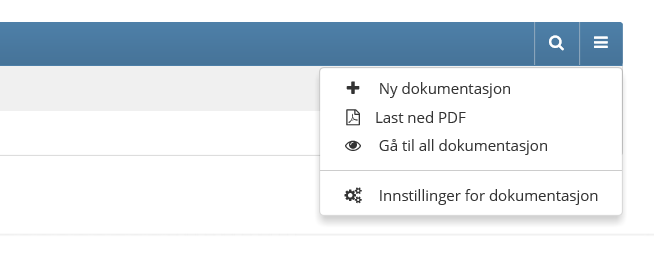 Ny dokumentasjon
Last ned PDF
Gå til all dokumentasjon
Innstillinger for dokumentasjon